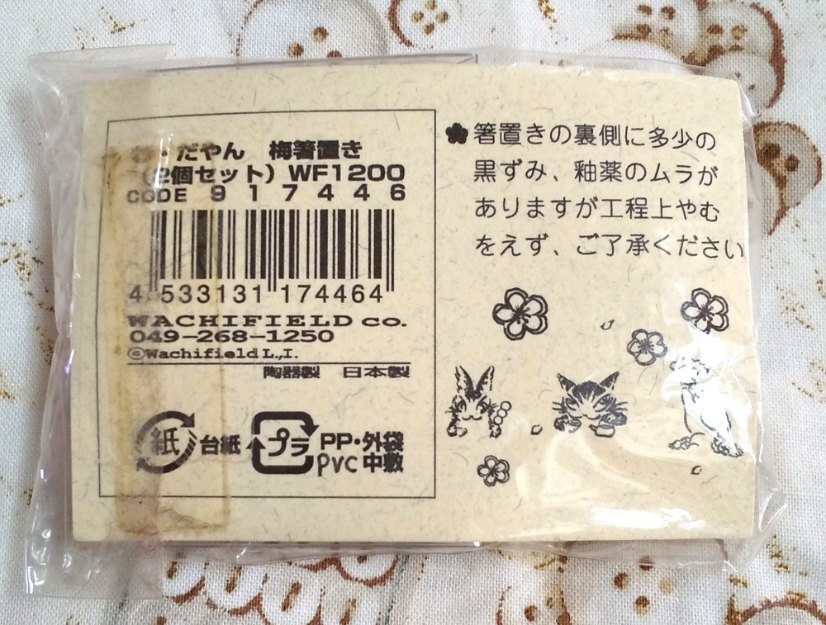 わ・だやん 梅箸置き
(2個セット) WF1200
CODE 917446
4 533131 174464
WACHIFIELD CO.
049-268-1250
©Wachifield L.,I.
陶器製 日本製
紙 台紙 プラ PP・外袋
PVC 中敷
箸置きの裏側に多少の
黒ずみ、釉薬のムラが
ありますが工程上やむ
をえず、ご了承ください